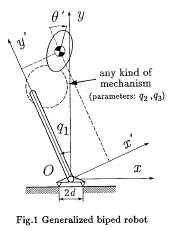 θ' y
y'
any kind of
mechanism
(parameters: q₂,q₃)
q₁
x'
O
x
2d
Fig.1 Generalized biped robot